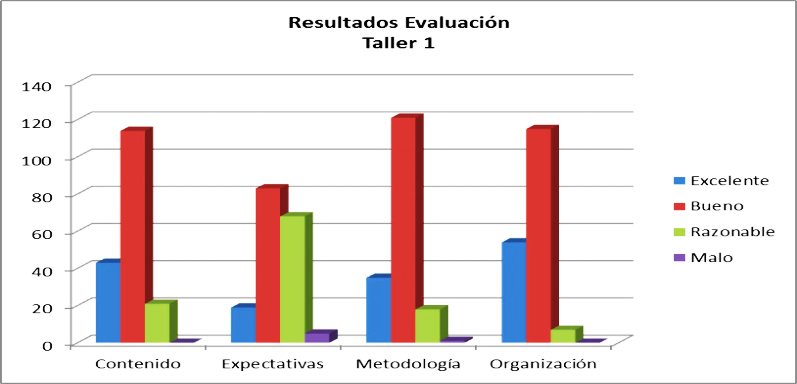 Resultados Evaluación
Taller 1
140
120
100
80
60
40
20
0
Contenido
Expectativas
Metodología
Organización
Excelente
Bueno
Razonable
Malo